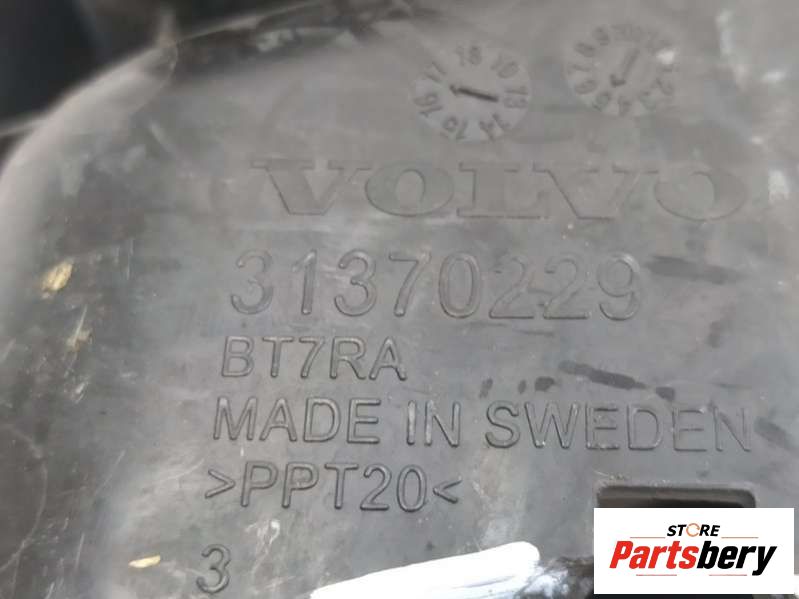 VOLVO
31370229
BT7RA
MADE IN SWEDEN
>PPT20<
3
STORE
Partsbery